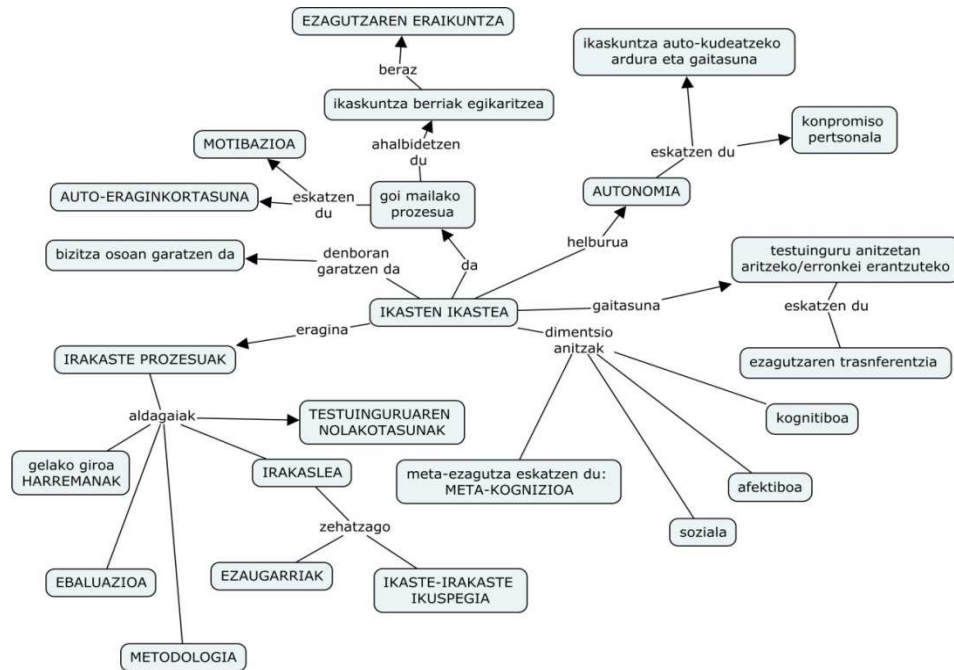 EZAGUTZAREN ERAIKUNTZA
ikaskuntza auto-kudeatzeko
ardura eta gaitasuna
beraz
ikaskuntza berriak egikaritzea
konpromiso
pertsonala
MOTIBAZIOA
ahalbidetzen
du
eskatzen du
AUTO-ERAGINKORTASUNA
eskatzen
du
goi mailako
prozesua
AUTONOMIA
bizitza osoan garatzen da
denboran
garatzen da
da
helburua
testuinguru anitzetan
aritzeko/erronkei erantzuteko
IKASTEN IKASTEA
gaitasuna
eskatzen du
eragina
dimentsio
anitzak
IRAKASTE PROZESUAK
ezagutzaren trasnferentzia
aldagaiak
TESTUINGURUAREN
NOLAKOTASUNAK
kognitiboa
gelako giroa
HARREMANAK
IRAKASLEA
meta-ezagutza eskatzen du:
META-KOGNIZIOA
afektiboa
zehatzago
soziala
EBALUAZIOA
EZAUGARRIAK
IKASTE-IRAKASTE
IKUSPEGIA
METODOLOGIA